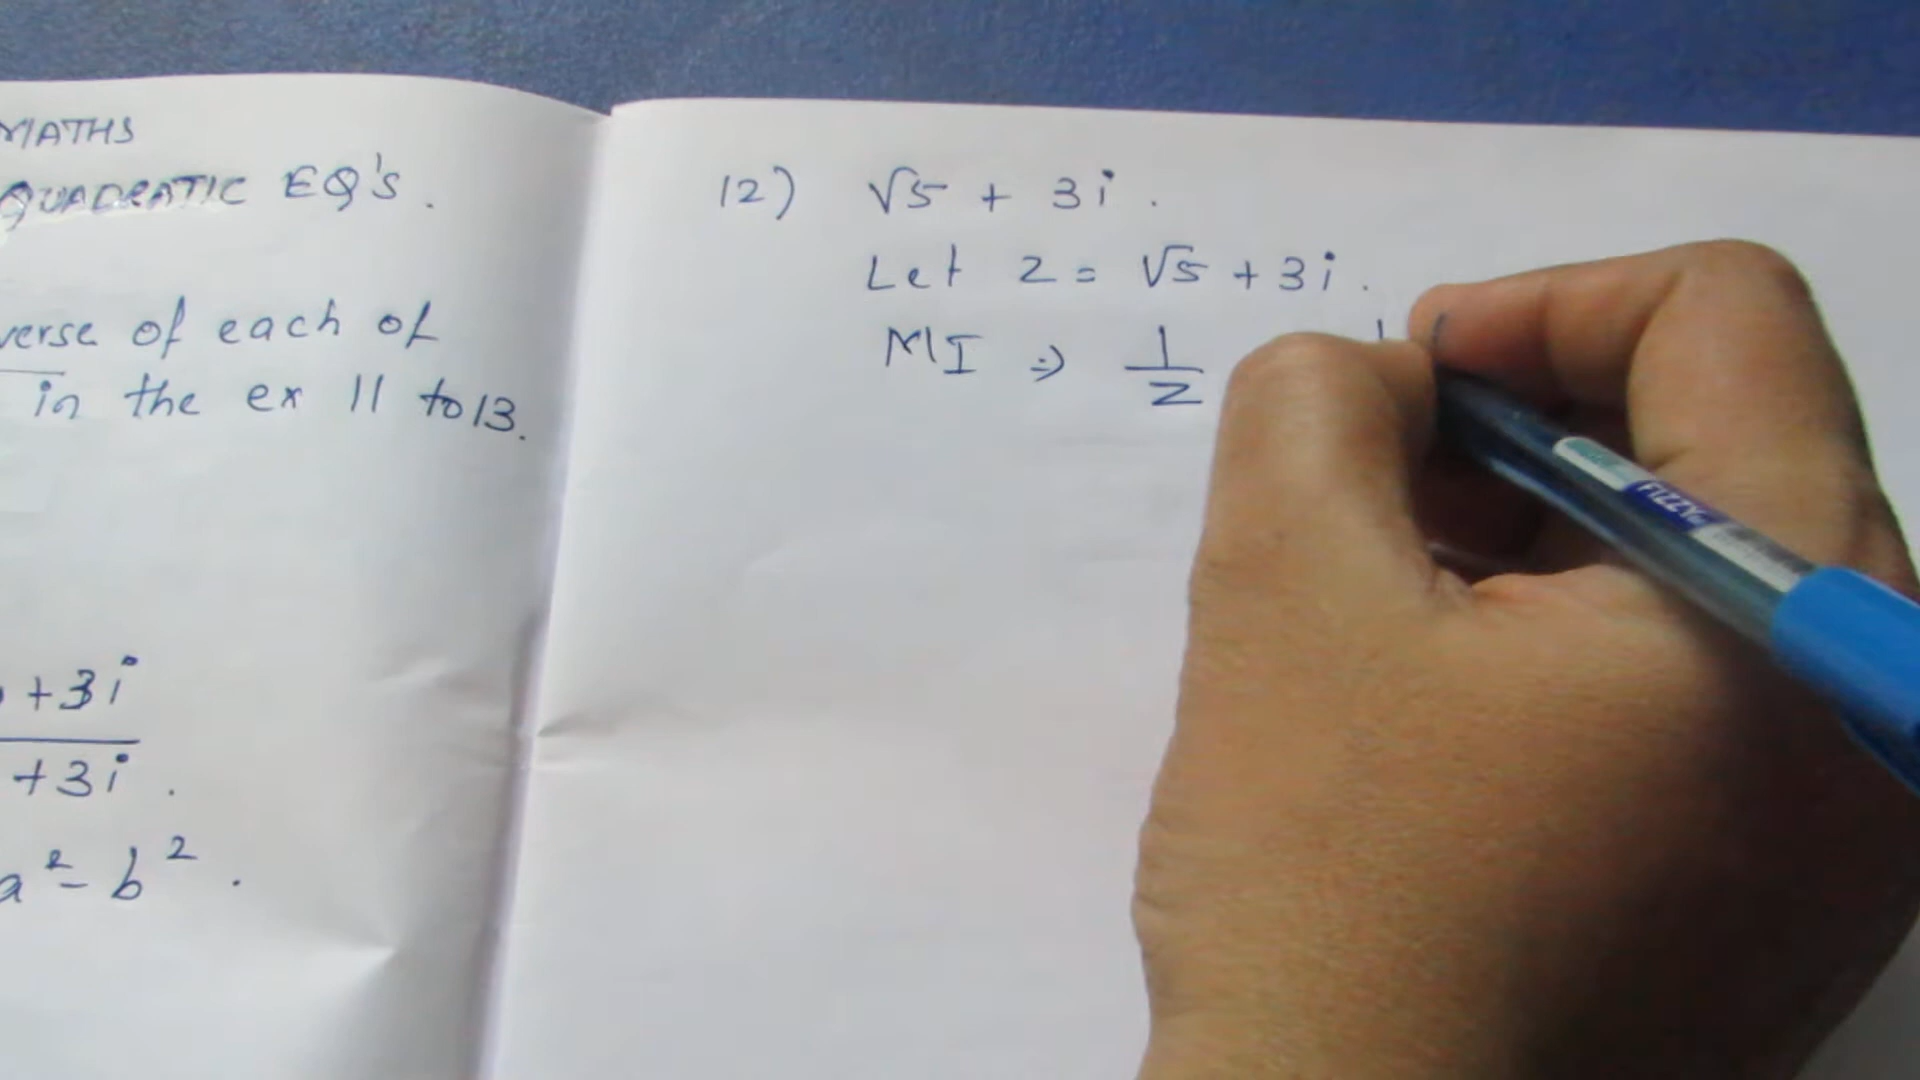 MATHS
QUADRATIC EQ's.
verse of each of
in the ex 11 to 13.
+3i
+3i .
a² - b² .
12) √5 + 3i .
Let z = √5 + 3i .
MI ⇒ 1/z
FIZZ